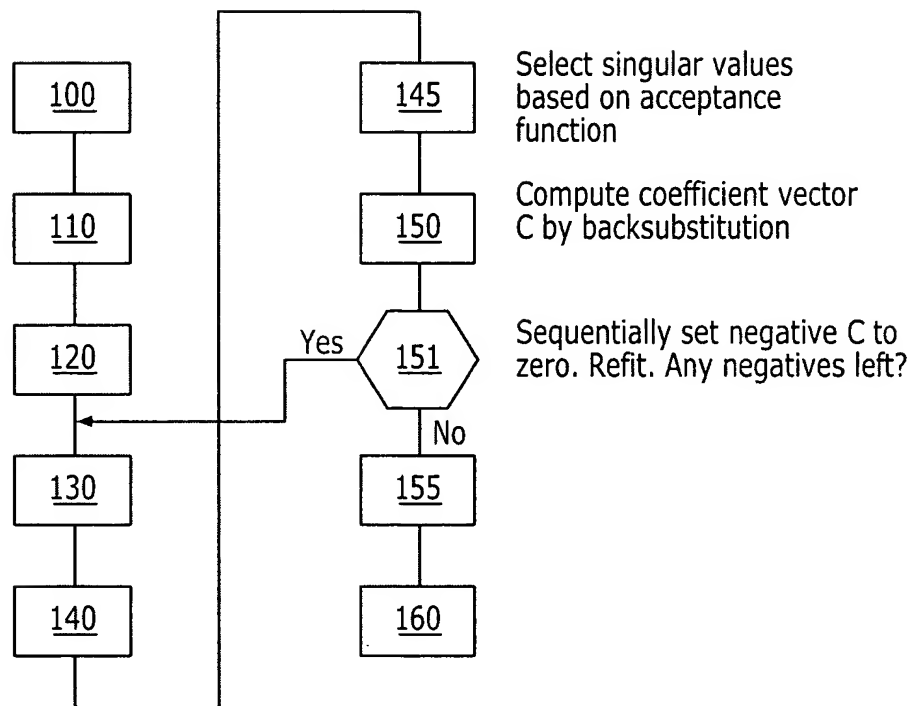 100
110
120
130
140
145
Select singular values
based on acceptance
function
150
Compute coefficient vector
C by backsubstitution
151
Sequentially set negative C to
zero. Refit. Any negatives left?
Yes
No
155
160